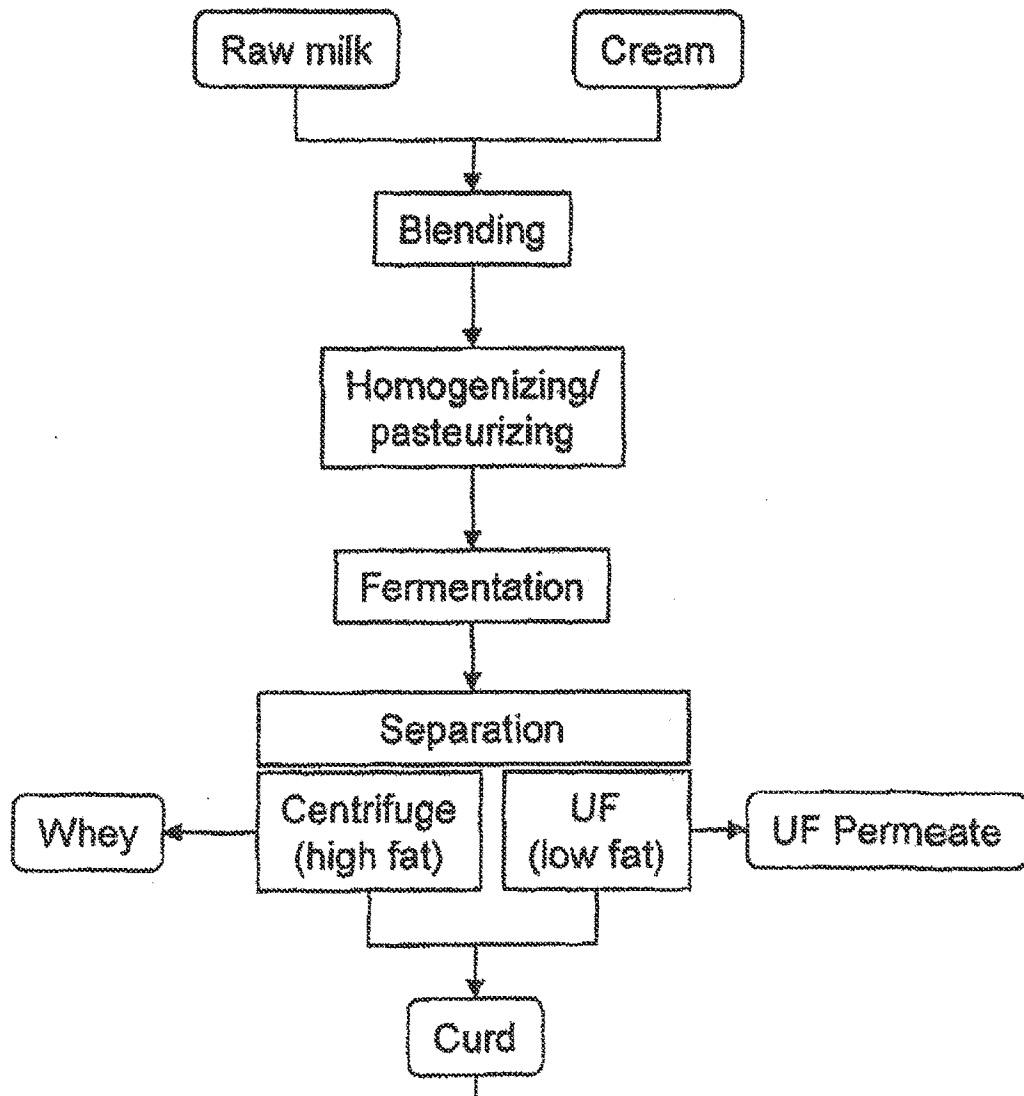 Raw milk
Cream
Blending
Homogenizing/
pasteurizing
Fermentation
Separation
Centrifuge
(high fat)
UF
(low fat)
Whey
UF Permeate
Curd